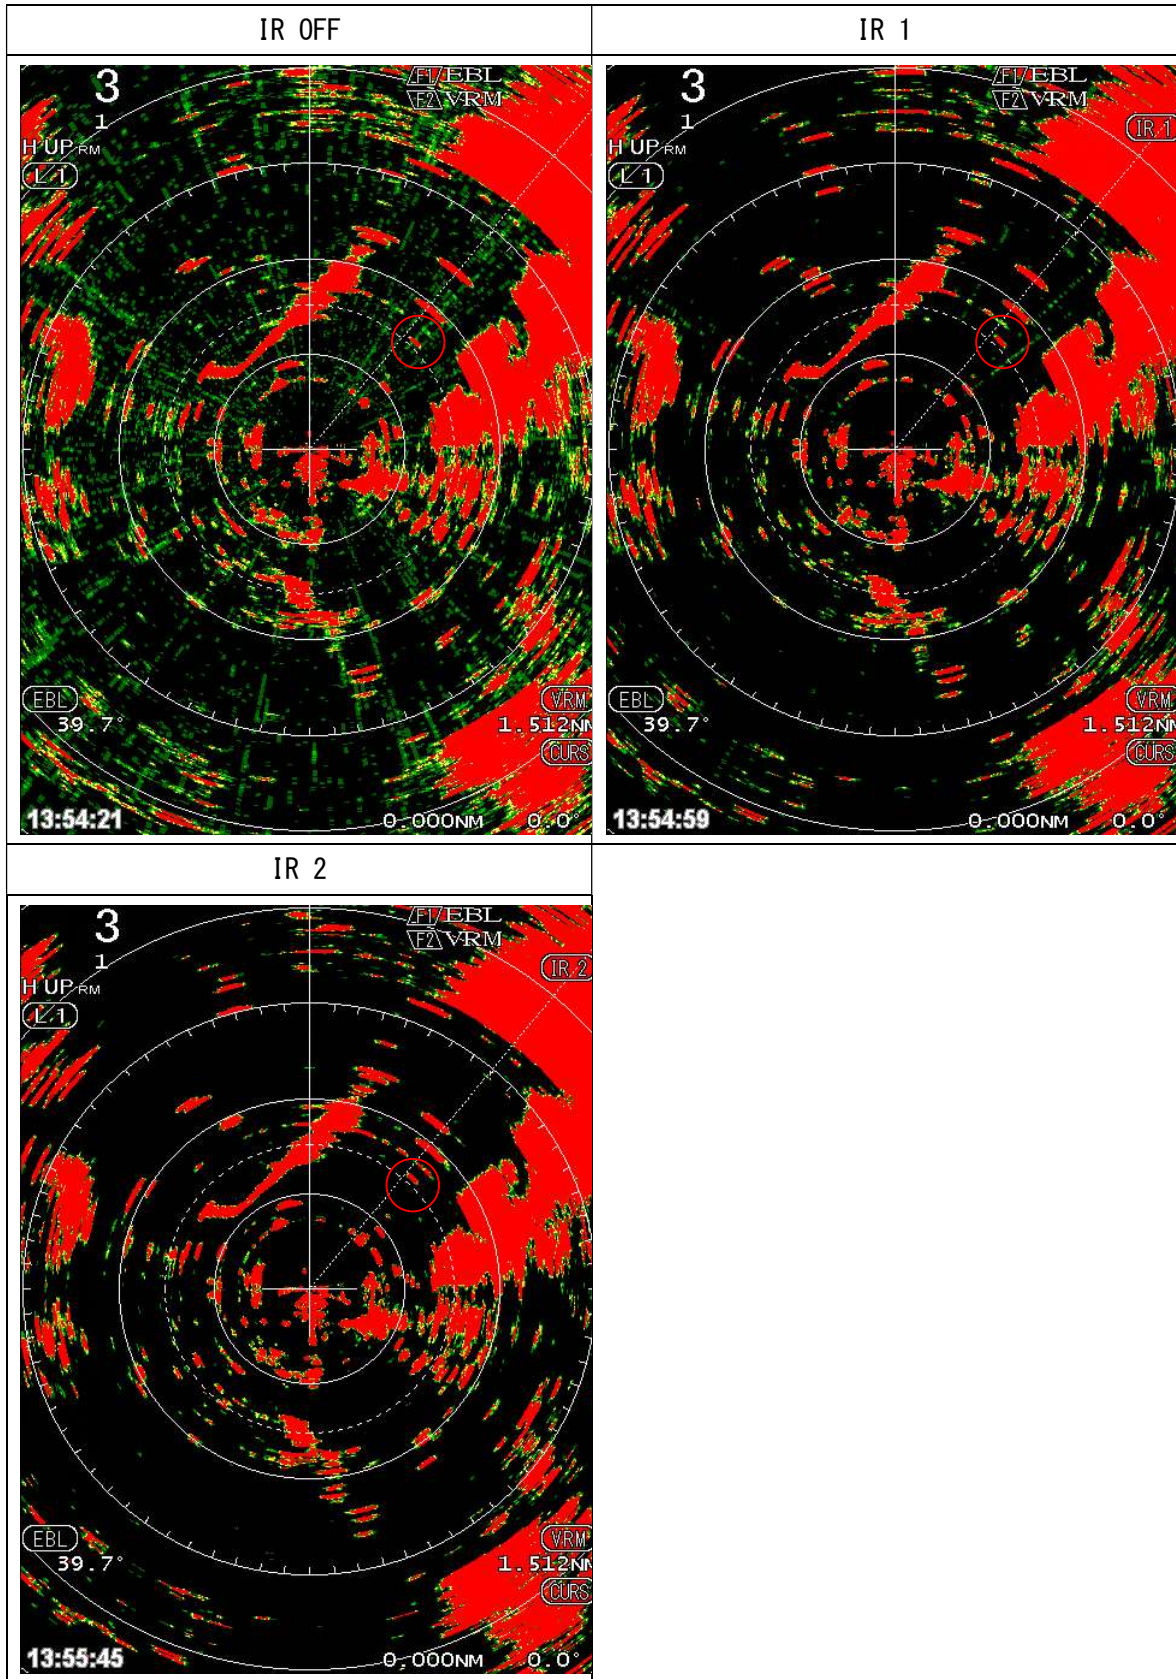 IR OFF
IR 1
3
F1 EBL
F2 VRM
1
H UP RM
L/1
EBL
39.7°
VRM
1.512NM
CURS
13:54:21
0.000NM 0.0°
3
F1 EBL
F2 VRM
1
IR.1
H UP RM
L/1
EBL
39.7°
VRM
1.512NM
CURS
13:54:59
0.000NM 0.0°
IR 2
3
F1 EBL
F2 VRM
1
IR.2
H UP RM
L/1
EBL
39.7°
VRM
1.512NM
CURS
13:55:45
0.000NM 0.0°